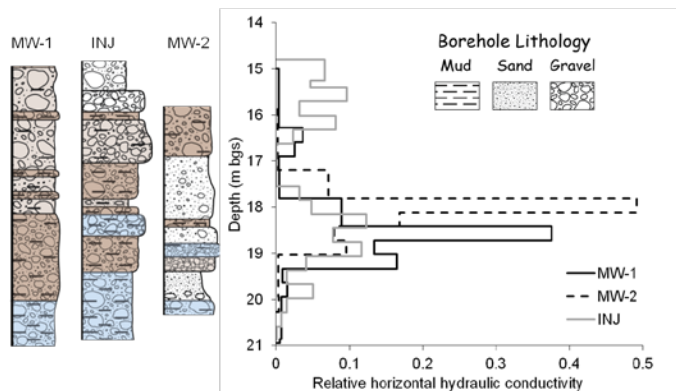 MW-1 INJ MW-2
Borehole Lithology
Mud Sand Gravel
14
15
16
17
18
19
20
21
Depth (m bgs)
MW-1
MW-2
INJ
0 0.1 0.2 0.3 0.4 0.5
Relative horizontal hydraulic conductivity